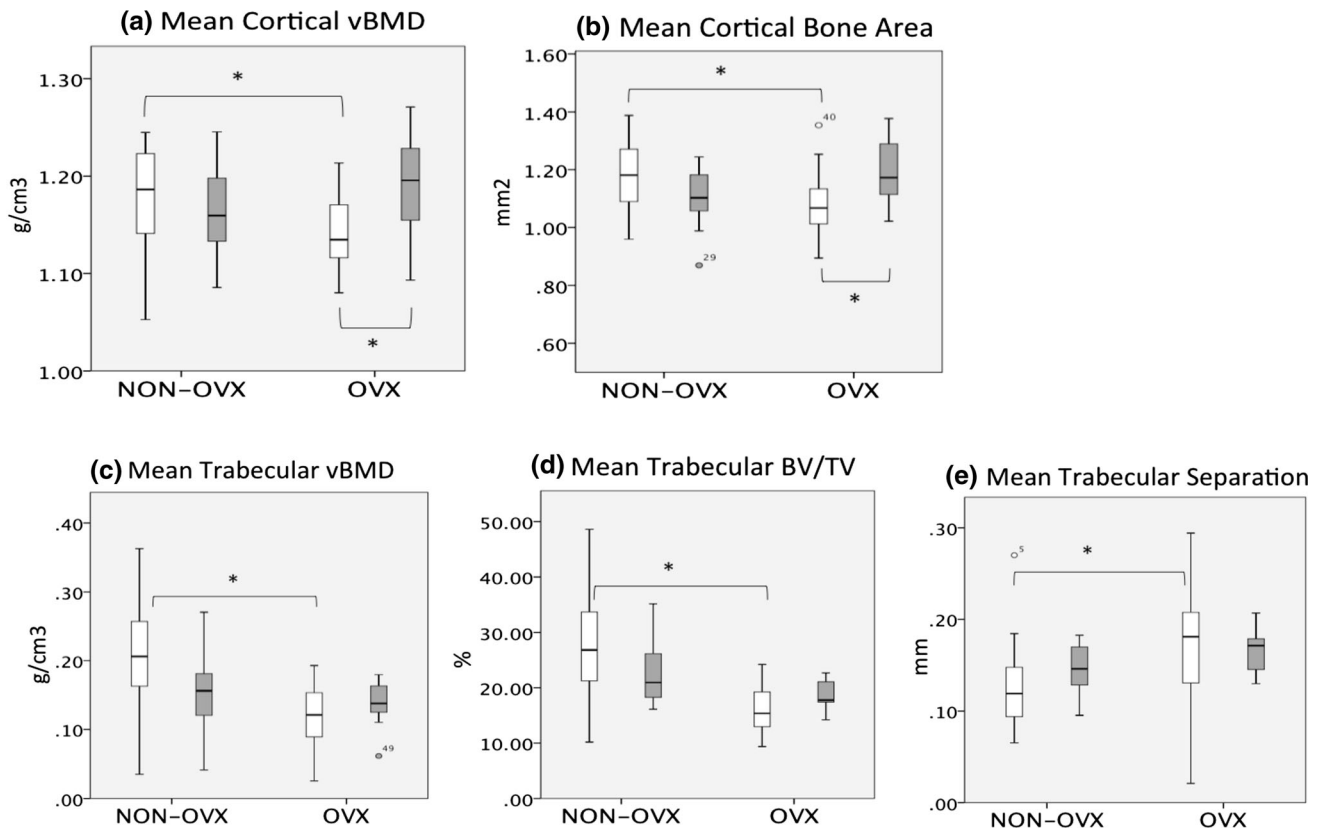 (a) Mean Cortical vBMD
g/cm3
1.30
1.20
1.10
1.00
*
*
NON-OVX OVX
(b) Mean Cortical Bone Area
mm2
1.60
1.40
1.20
1.00
.80
.60
*
40
29
*
NON-OVX OVX
(c) Mean Trabecular vBMD
g/cm3
.40
.30
.20
.10
.00
*
49
NON-OVX OVX
(d) Mean Trabecular BV/TV
%
50.00
40.00
30.00
20.00
10.00
.00
*
NON-OVX OVX
(e) Mean Trabecular Separation
mm
.30
.20
.10
.00
5
*
NON-OVX OVX